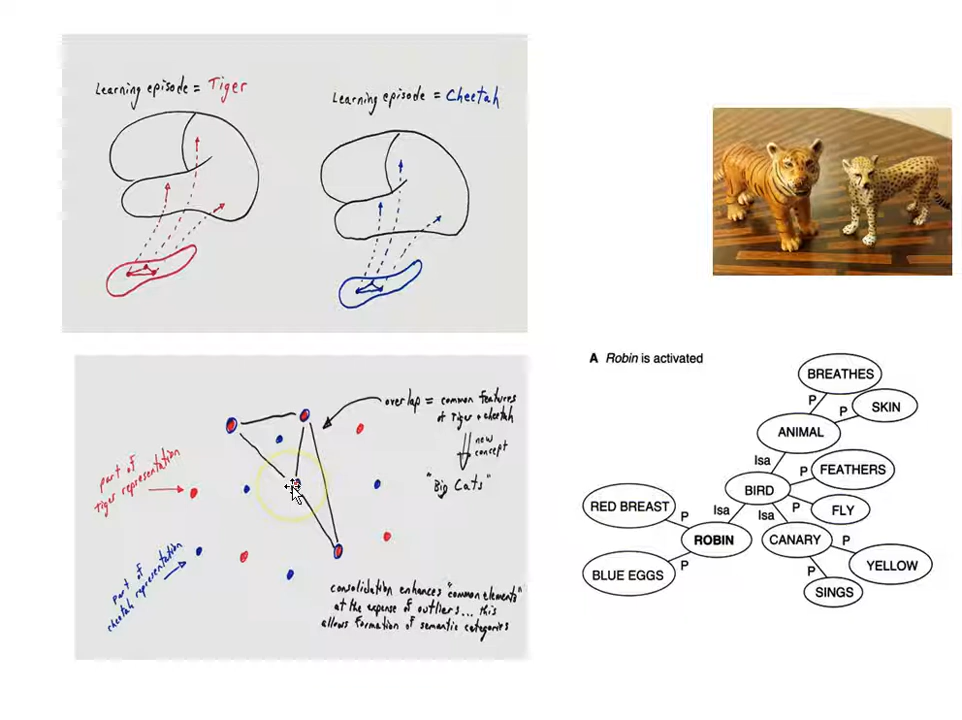 Learning episode = Tiger
Learning episode = Cheetah
overlap = common features
of Tiger + cheetah
new
concept
"Big Cats"
part of
tiger representation
part of
cheetah representation
consolidation enhances "common elements"
at the expense of outliers... this
allows formation of semantic categories
A Robin is activated
BREATHES
P
SKIN
P
ANIMAL
Isa
FEATHERS
P
BIRD
P
FLY
RED BREAST
P
Isa
Isa
ROBIN
CANARY
P
YELLOW
BLUE EGGS
P
P
SINGS